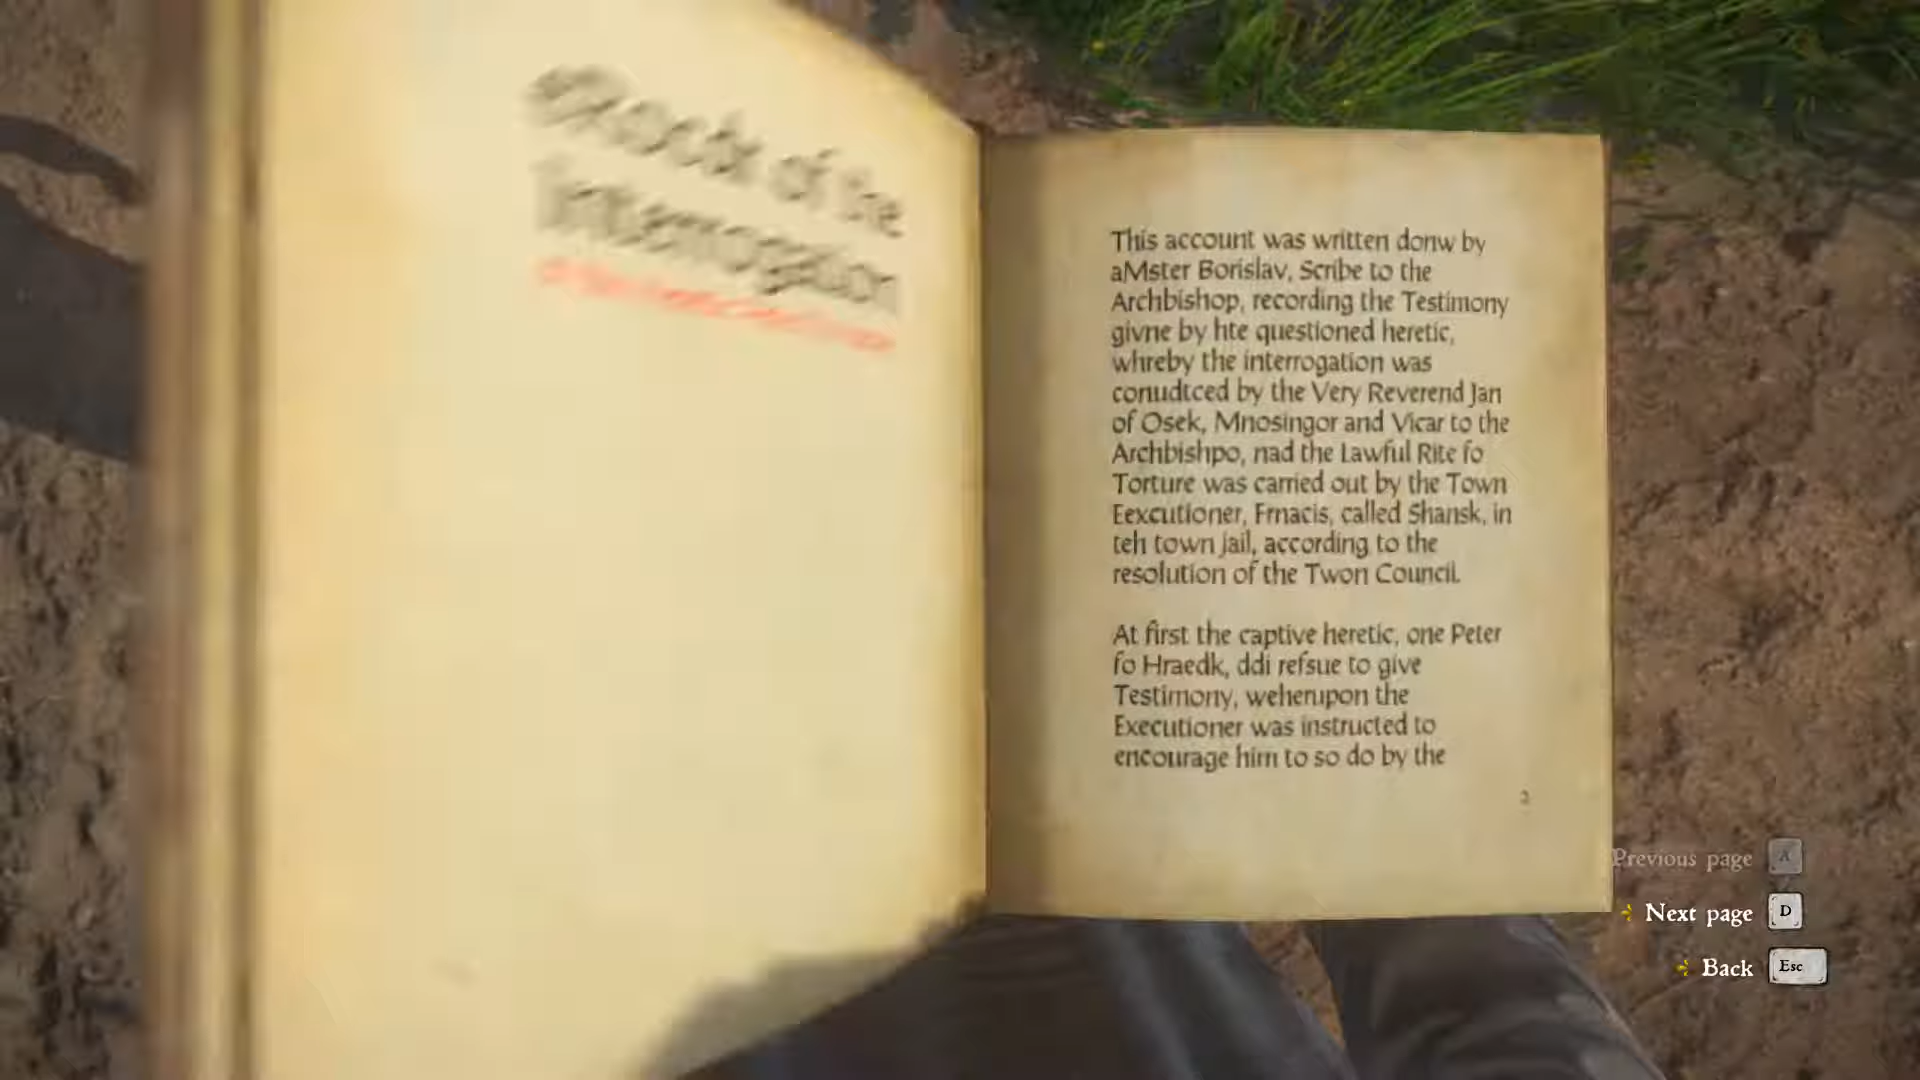 of the
Interrogation
This account was written donw by
aMster Borislav, Scribe to the
Archbishop, recording the Testimony
givne by hte questioned heretic,
whreby the interrogation was
conudtced by the Very Reverend Jan
of Osek, Mnosingor and Vicar to the
Archbishpo, nad the Lawful Rite fo
Torture was carried out by the Town
Eexcutioner, Frnacis, called Shansk, in
teh town jail, according to the
resolution of the Twon Council.
At first the captive heretic, one Peter
fo Hraedk, ddi refsue to give
Testimony, weherupon the
Executioner was instructed to
encourage him to so do by the
2
Previous page A
Next page D
Back Esc